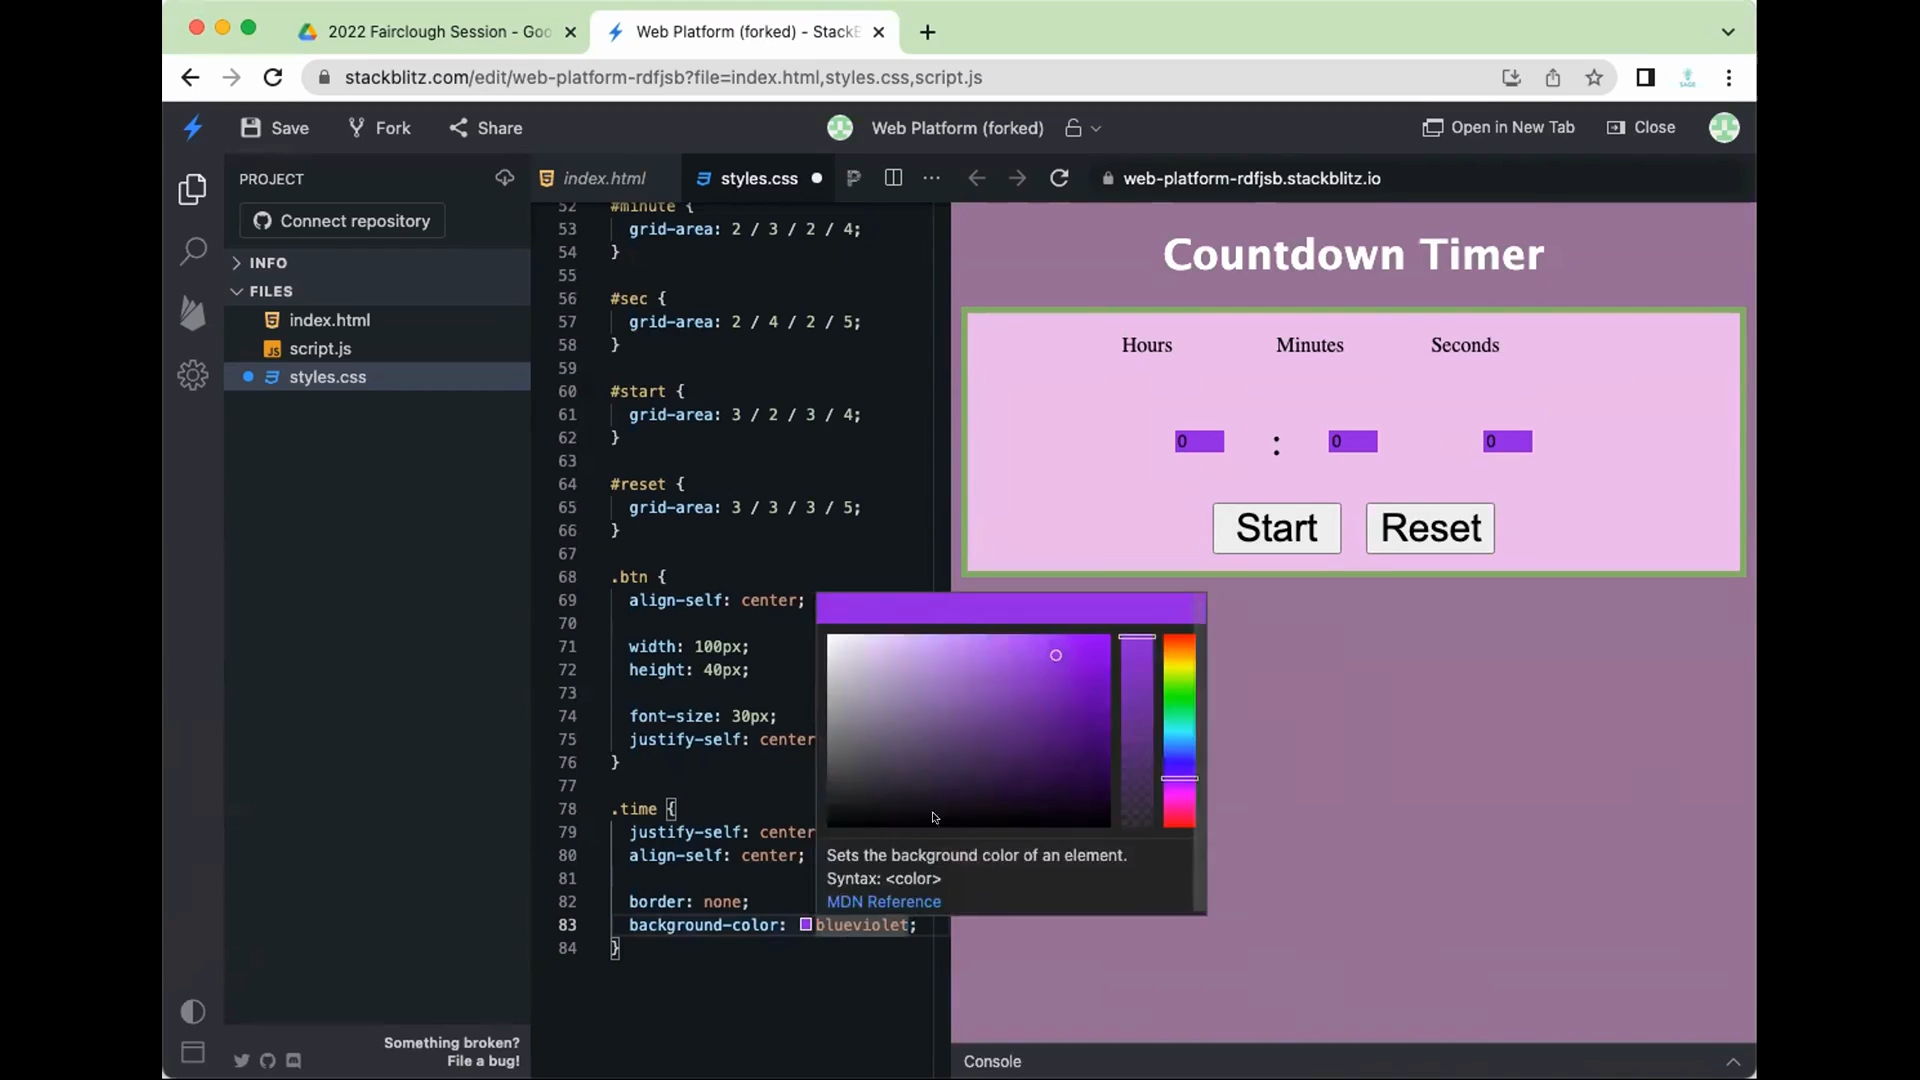 2022 Fairclough Session - Goo
Web Platform (forked) - StackB
stackblitz.com/edit/web-platform-rdfjsb?file=index.html,styles.css,script.js
SAGE
Save
Fork
Share
Web Platform (forked)
Open in New Tab
Close
PROJECT
Connect repository
INFO
FILES
index.html
script.js
styles.css
Something broken?
File a bug!
index.html
styles.css
web-platform-rdfjsb.stackblitz.io
52 #minute {
53 grid-area: 2 / 3 / 2 / 4;
54 }
55
56 #sec {
57 grid-area: 2 / 4 / 2 / 5;
58 }
59
60 #start {
61 grid-area: 3 / 2 / 3 / 4;
62 }
63
64 #reset {
65 grid-area: 3 / 3 / 3 / 5;
66 }
67
68 .btn {
69 align-self: center;
70
71 width: 100px;
72 height: 40px;
73
74 font-size: 30px;
75 justify-self: center
76 }
77
78 .time {
79 justify-self: center
80 align-self: center;
81
82 border: none;
83 background-color: blueviolet;
84 }
Sets the background color of an element.
Syntax: <color>
MDN Reference
Countdown Timer
Hours Minutes Seconds
0 : 0 0
Start Reset
Console